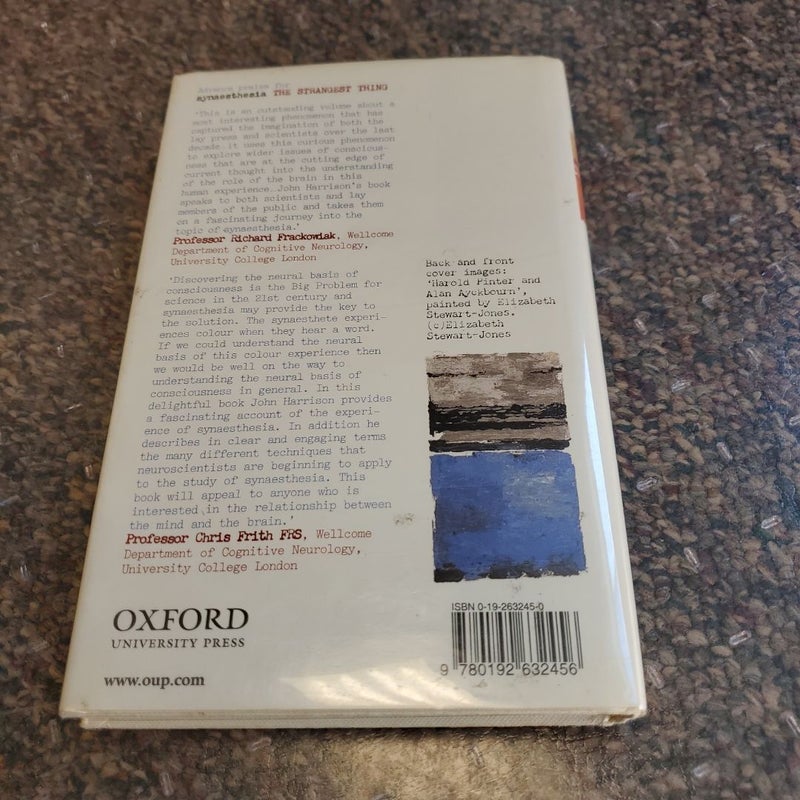 Advance praise for
synaesthesia THE STRANGEST THING
'This is an outstanding volume about a
most interesting phenomenon that has
captured the imagination of both the
lay press and scientists over the last
decade. it uses this curious phenomenon
to explore wider issues of conscious-
ness that are at the cutting edge of
current thought into the understanding
of the role of the brain in this
human experience...John Harrison's book
speaks to both scientists and lay
members of the public and takes them
on a fascinating journey into the
topic of synaesthesia.'
Professor Richard Frackowiak, Wellcome
Department of Cognitive Neurology,
University College London
'Discovering the neural basis of
consciousness is the Big Problem for
science in the 21st century and
synaesthesia may provide the key to
the solution. The synaesthete experi-
ences colour when they hear a word.
If we could understand the neural
basis of this colour experience then
we would be well on the way to
understanding the neural basis of
consciousness in general. In this
delightful book John Harrison provides
a fascinating account of the experi-
ence of synaesthesia. In addition he
describes in clear and engaging terms
the many different techniques that
neuroscientists are beginning to apply
to the study of synaesthesia. This
book will appeal to anyone who is
interested in the relationship between
the mind and the brain.'
Professor Chris Frith FRS, Wellcome
Department of Cognitive Neurology,
University College London
Back and front
cover images:
'Harold Pinter and
Alan Ayckbourn',
painted by Elizabeth
Stewart-Jones.
(c)Elizabeth
Stewart-Jones
OXFORD
UNIVERSITY PRESS
www.oup.com
ISBN 0-19-263245-0
9 780192 632456